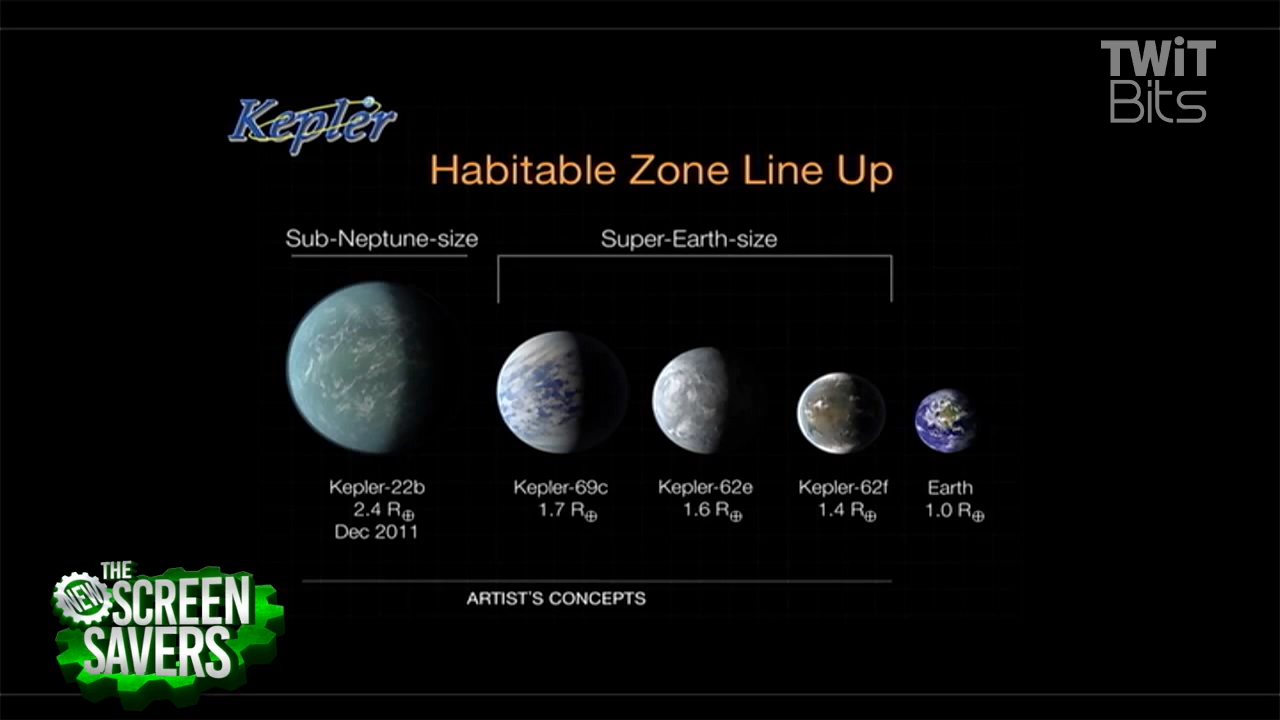 TWiT
Bits
Kepler
Habitable Zone Line Up
Sub-Neptune-size
Super-Earth-size
Kepler-22b
2.4 R⊕
Dec 2011
Kepler-69c
1.7 R⊕
Kepler-62e
1.6 R⊕
Kepler-62f
1.4 R⊕
Earth
1.0 R⊕
ARTIST'S CONCEPTS
THE
NEW
SCREEN
SAVERS